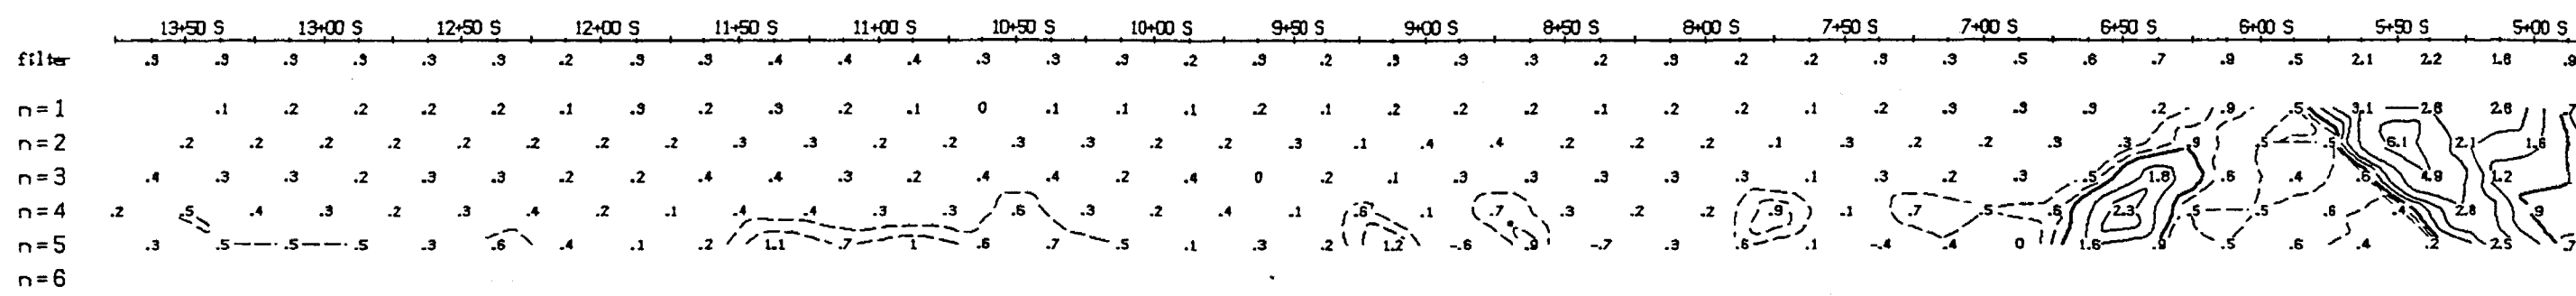 13+50 S 13+00 S 12+50 S 12+00 S 11+50 S 11+00 S 10+50 S 10+00 S 9+50 S 9+00 S 8+50 S 8+00 S 7+50 S 7+00 S 6+50 S 6+00 S 5+50 S 5+00 S
filter .3 .3 .3 .3 .3 .3 .2 .3 .3 .4 .4 .4 .3 .3 .3 .2 .3 .2 .3 .3 .3 .2 .3 .2 .2 .3 .3 .5 .6 .7 .9 .5 2.1 2.2 1.8 .9
n=1 .1 .2 .2 .2 .2 .1 .3 .2 .3 .2 .1 0 .1 .1 .1 .2 .1 .2 .2 .2 .1 .2 .2 .1 .2 .3 .3 .3 .2 .9 .5 3.1 2.8 2.8 .7
n=2 .2 .2 .2 .2 .2 .2 .2 .2 .3 .3 .2 .2 .3 .3 .2 .2 .3 .1 .4 .4 .2 .2 .2 .1 .3 .2 .2 .3 .3 .9 .5 .5 6.1 2.1 1.6
n=3 .4 .3 .3 .2 .3 .3 .2 .2 .4 .4 .3 .2 .4 .4 .2 .4 0 .2 .1 .3 .3 .3 .3 .3 .1 .3 .2 .3 .5 1.8 .6 .4 .6 4.9 1.2
n=4 .2 .5 .4 .3 .2 .3 .4 .2 .1 .4 .4 .3 .3 .6 .3 .2 .4 .1 .6 .1 .7 .3 .2 .2 .9 .1 .7 .5 .6 2.3 .5 .5 .6 .4 2.8 .9
n=5 .3 .5 .5 .5 .3 .6 .4 .1 .2 1.1 .7 1 .6 .7 .5 .1 .3 .2 1.2 -.6 .9 -.7 .3 .6 .1 -.4 .4 0 1.6 .9 .5 .6 .4 .2 2.5 .7
n=6